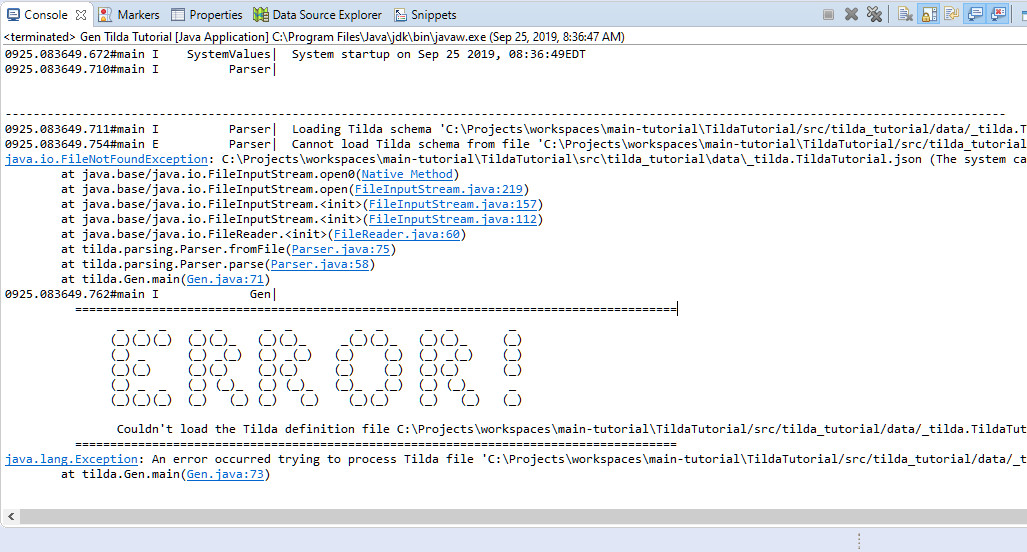 Console Markers Properties Data Source Explorer Snippets
<terminated> Gen Tilda Tutorial [Java Application] C:\Program Files\Java\jdk\bin\javaw.exe (Sep 25, 2019, 8:36:47 AM)
0925.083649.672#main I    SystemValues|  System startup on Sep 25 2019, 08:36:49EDT
0925.083649.710#main I          Parser|
--------------------------------------------------------------------------------------------------------------------------------------------
0925.083649.711#main I          Parser|  Loading Tilda schema 'C:\Projects\workspaces\main-tutorial\TildaTutorial/src/tilda_tutorial/data/_tilda.T
0925.083649.754#main E          Parser|  Cannot load Tilda schema from file 'C:\Projects\workspaces\main-tutorial\TildaTutorial/src/tilda_tutoria
java.io.FileNotFoundException: C:\Projects\workspaces\main-tutorial\TildaTutorial\src\tilda_tutorial\data\_tilda.TildaTutorial.json (The system ca
at java.base/java.io.FileInputStream.open0(Native Method)
at java.base/java.io.FileInputStream.open(FileInputStream.java:219)
at java.base/java.io.FileInputStream.<init>(FileInputStream.java:157)
at java.base/java.io.FileInputStream.<init>(FileInputStream.java:112)
at java.base/java.io.FileReader.<init>(FileReader.java:60)
at tilda.parsing.Parser.fromFile(Parser.java:75)
at tilda.parsing.Parser.parse(Parser.java:58)
at tilda.Gen.main(Gen.java:71)
0925.083649.762#main I             Gen|
======================================================================================
ERROR!
Couldn't load the Tilda definition file C:\Projects\workspaces\main-tutorial\TildaTutorial/src/tilda_tutorial/data/_tilda.TildaTut
======================================================================================
java.lang.Exception: An error occurred trying to process Tilda file 'C:\Projects\workspaces\main-tutorial\TildaTutorial/src/tilda_tutorial/data/_t
at tilda.Gen.main(Gen.java:73)